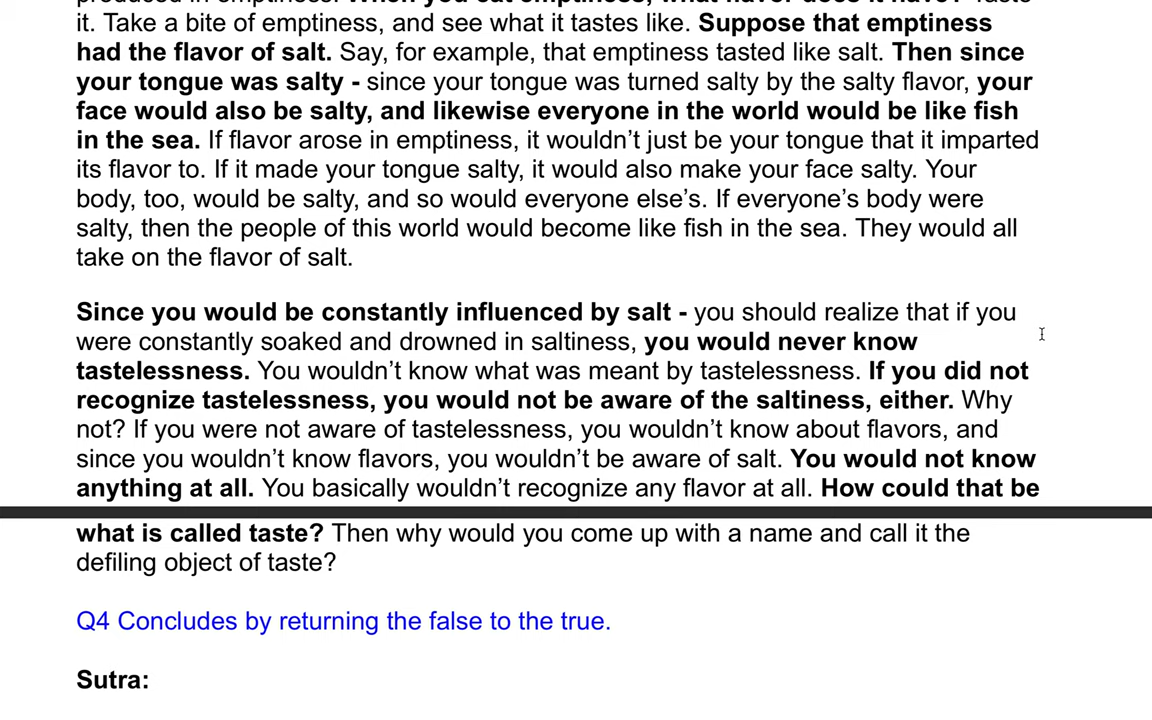 produced in emptiness. When you eat emptiness, what flavor does it have? Taste
it. Take a bite of emptiness, and see what it tastes like. Suppose that emptiness
had the flavor of salt. Say, for example, that emptiness tasted like salt. Then since
your tongue was salty - since your tongue was turned salty by the salty flavor, your
face would also be salty, and likewise everyone in the world would be like fish
in the sea. If flavor arose in emptiness, it wouldn’t just be your tongue that it imparted
its flavor to. If it made your tongue salty, it would also make your face salty. Your
body, too, would be salty, and so would everyone else’s. If everyone’s body were
salty, then the people of this world would become like fish in the sea. They would all
take on the flavor of salt.
Since you would be constantly influenced by salt - you should realize that if you
were constantly soaked and drowned in saltiness, you would never know
tastelessness. You wouldn’t know what was meant by tastelessness. If you did not
recognize tastelessness, you would not be aware of the saltiness, either. Why
not? If you were not aware of tastelessness, you wouldn’t know about flavors, and
since you wouldn’t know flavors, you wouldn’t be aware of salt. You would not know
anything at all. You basically wouldn’t recognize any flavor at all. How could that be
what is called taste? Then why would you come up with a name and call it the
defiling object of taste?
Q4 Concludes by returning the false to the true.
Sutra: